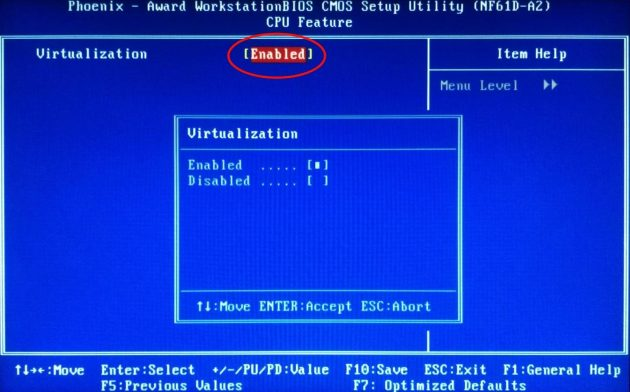 Phoenix - Award WorkstationBIOS CMOS Setup Utility (NF61D-A2)
CPU Feature
Virtualization [Enabled] Item Help
Menu Level ▶▶
Virtualization
Enabled ..... [■]
Disabled ..... [ ]
↑↓:Move ENTER:Accept ESC:Abort
↑↓→←:Move Enter:Select +/-/PU/PD:Value F10:Save ESC:Exit F1:General Help
F5:Previous Values F7: Optimized Defaults